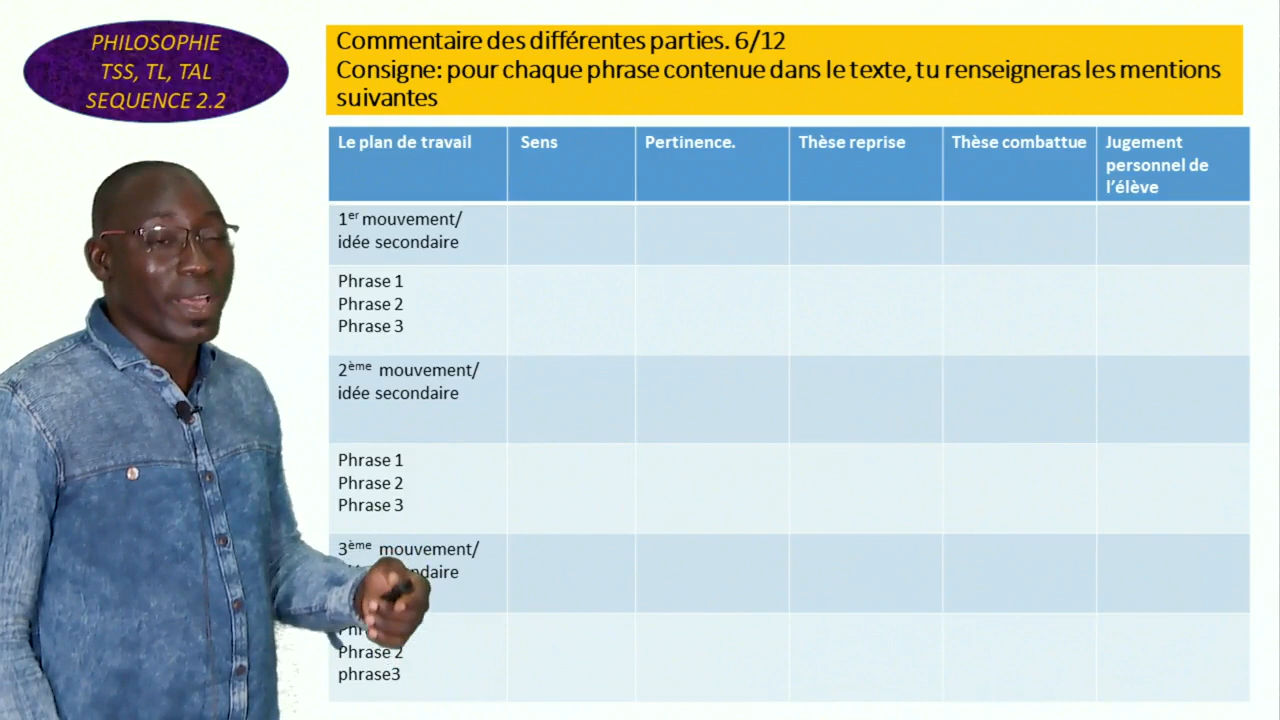 PHILOSOPHIE
TSS, TL, TAL
SEQUENCE 2.2
Commentaire des différentes parties. 6/12
Consigne: pour chaque phrase contenue dans le texte, tu renseigneras les mentions
suivantes
Le plan de travail
Sens
Pertinence.
Thèse reprise
Thèse combattue
Jugement
personnel de
l'élève
1er mouvement/
idée secondaire
Phrase 1
Phrase 2
Phrase 3
2ème mouvement/
idée secondaire
Phrase 1
Phrase 2
Phrase 3
3ème mouvement/
Phrase 2
phrase3